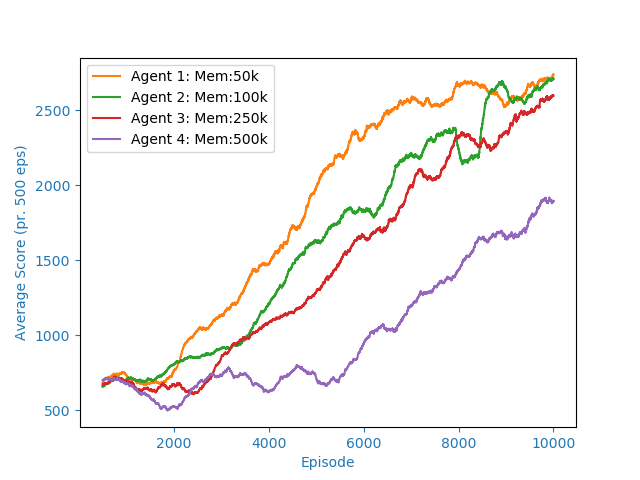 Agent 1: Mem:50k
Agent 2: Mem:100k
Agent 3: Mem:250k
Agent 4: Mem:500k
2500
2000
1500
1000
500
Average Score (pr. 500 eps)
2000 4000 6000 8000 10000
Episode